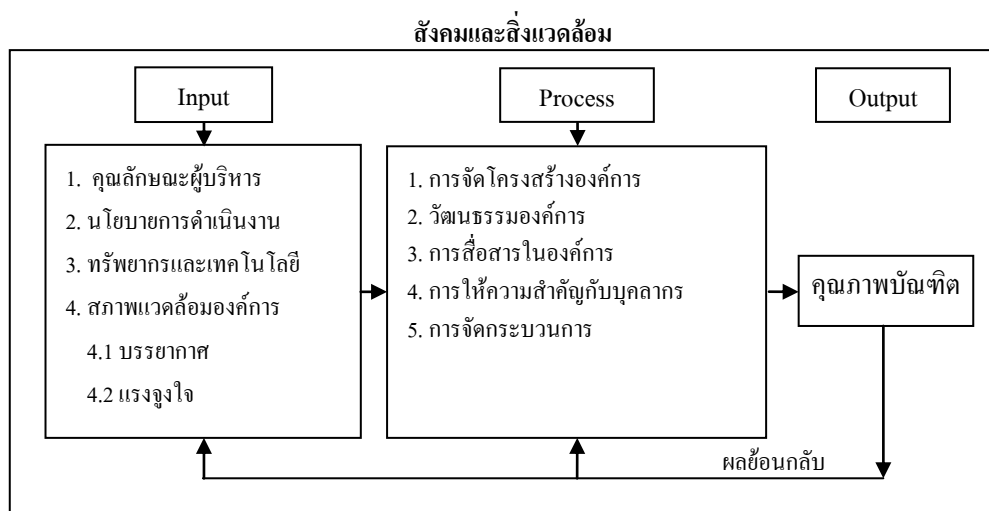 สังคมและสิ่งแวดล้อม
Input
Process
Output
1. คุณลักษณะผู้บริหาร
2. นโยบายการดำเนินงาน
3. ทรัพยากรและเทคโนโลยี
4. สภาพแวดล้อมองค์การ
4.1 บรรยากาศ
4.2 แรงจูงใจ
1. การจัดโครงสร้างองค์การ
2. วัฒนธรรมองค์การ
3. การสื่อสารในองค์การ
4. การให้ความสำคัญกับบุคลากร
5. การจัดกระบวนการ
คุณภาพบัณฑิต
ผลย้อนกลับ